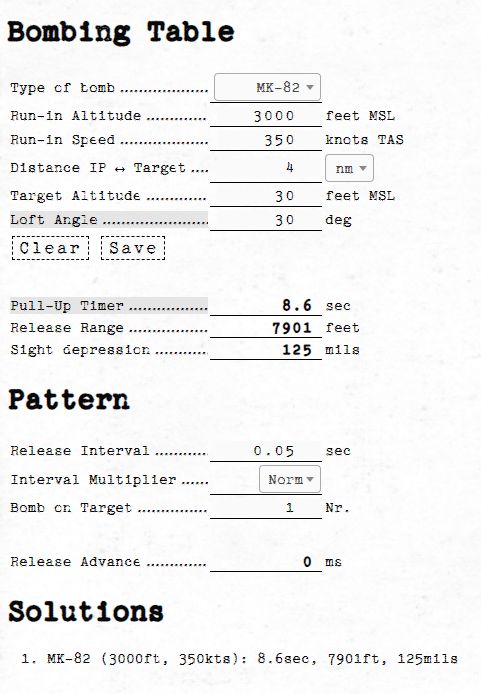 Bombing Table
Type of bomb .................... MK-82
Run-in Altitude ............. 3000 feet MSL
Run-in Speed ................... 350 knots TAS
Distance IP ↔ Target .... 4 nm
Target Altitude ............. 30 feet MSL
Loft Angle ....................... 30 deg
Clear Save
Pull-Up Timer ................. 8.6 sec
Release Range ................. 7901 feet
Sight depression ........... 125 mils
Pattern
Release Interval ........... 0.05 sec
Interval Multiplier ...... Norm
Bomb on Target ............... 1 Nr.
Release Advance ............. 0 ms
Solutions
1. MK-82 (3000ft, 350kts): 8.6sec, 7901ft, 125mils